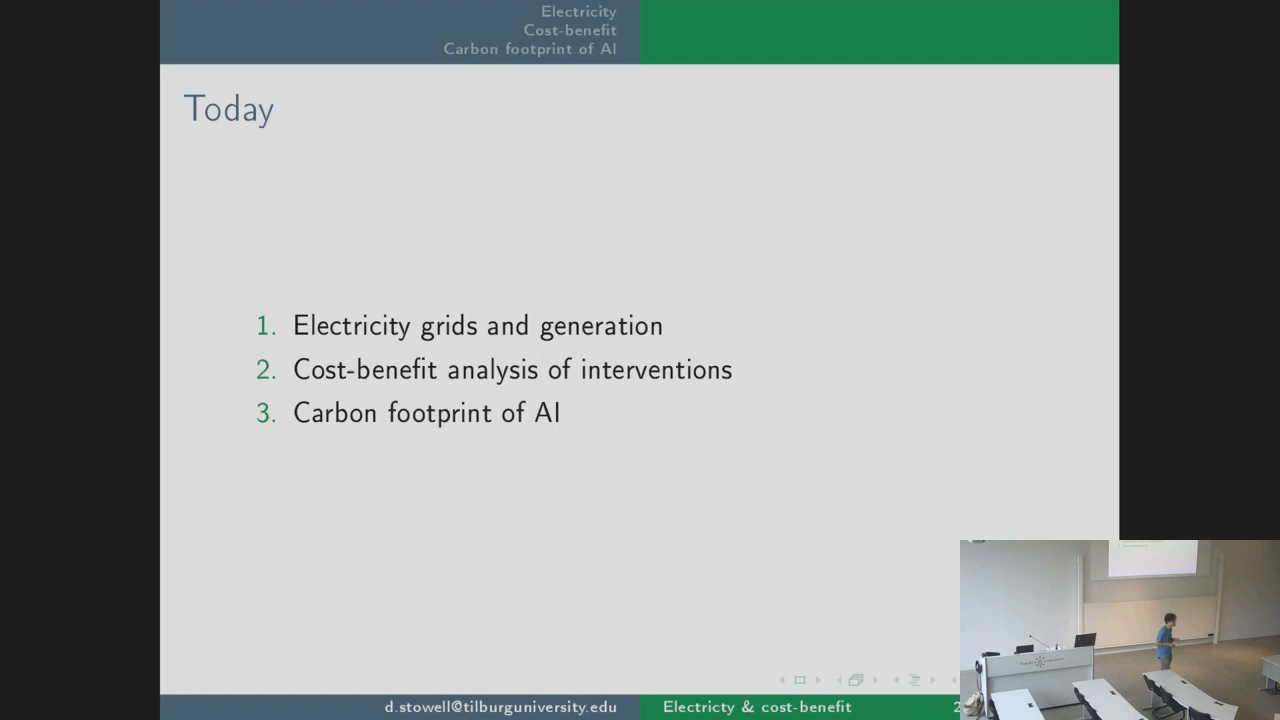 Electricity
Cost-benefit
Carbon footprint of AI
Today
1. Electricity grids and generation
2. Cost-benefit analysis of interventions
3. Carbon footprint of AI
d.stowell@tilburguniversity.edu
Electricty & cost-benefit
2